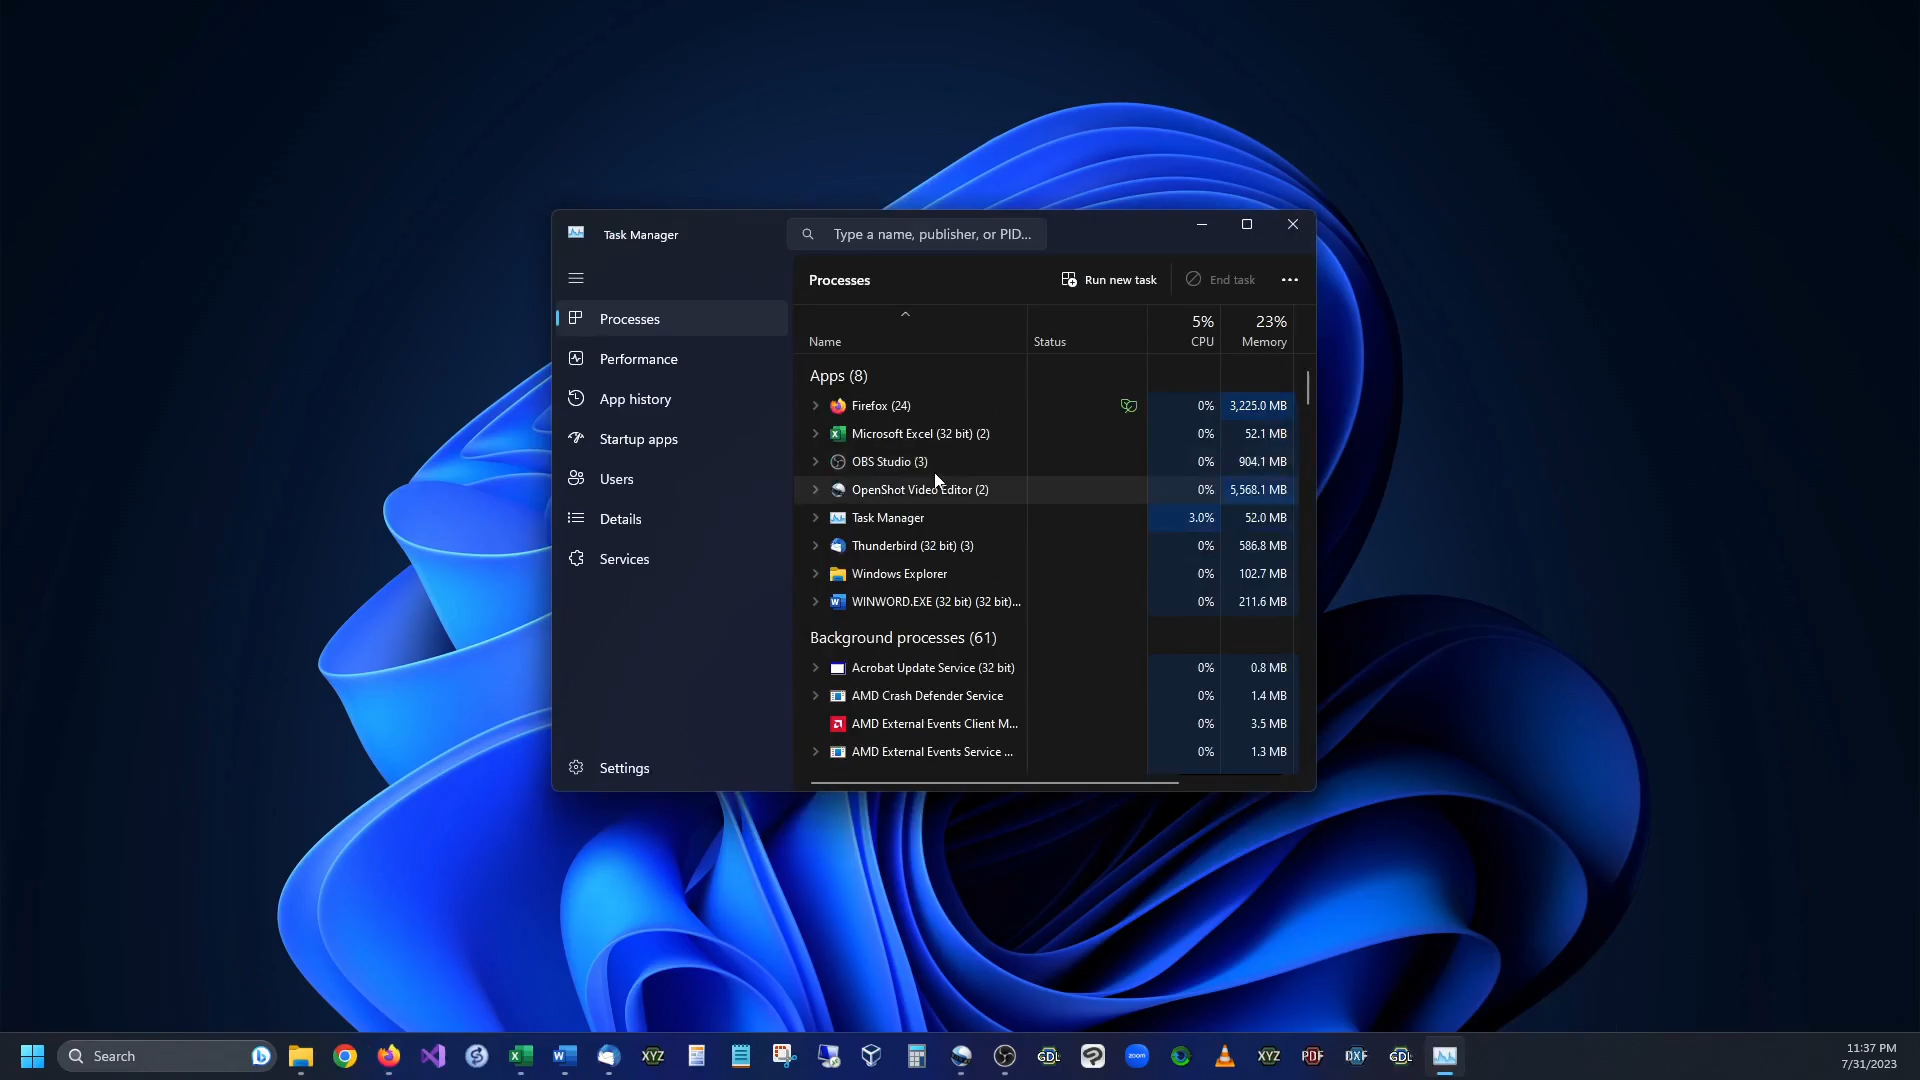 Task Manager
Type a name, publisher, or PID...
Processes
Run new task
End task
Processes
Performance
App history
Startup apps
Users
Details
Services
Settings
5%
23%
Name
Status
CPU
Memory
Apps (8)
Firefox (24)
0%
3,225.0 MB
Microsoft Excel (32 bit) (2)
0%
52.1 MB
OBS Studio (3)
0%
904.1 MB
OpenShot Video Editor (2)
0%
5,568.1 MB
Task Manager
3.0%
52.0 MB
Thunderbird (32 bit) (3)
0%
586.8 MB
Windows Explorer
0%
102.7 MB
WINWORD.EXE (32 bit) (32 bit)...
0%
211.6 MB
Background processes (61)
Acrobat Update Service (32 bit)
0%
0.8 MB
AMD Crash Defender Service
0%
1.4 MB
AMD External Events Client M...
0%
3.5 MB
AMD External Events Service ...
0%
1.3 MB
Search
XYZ
GDL
zoom
XYZ
PDF
DXF
GDL
11:37 PM
7/31/2023